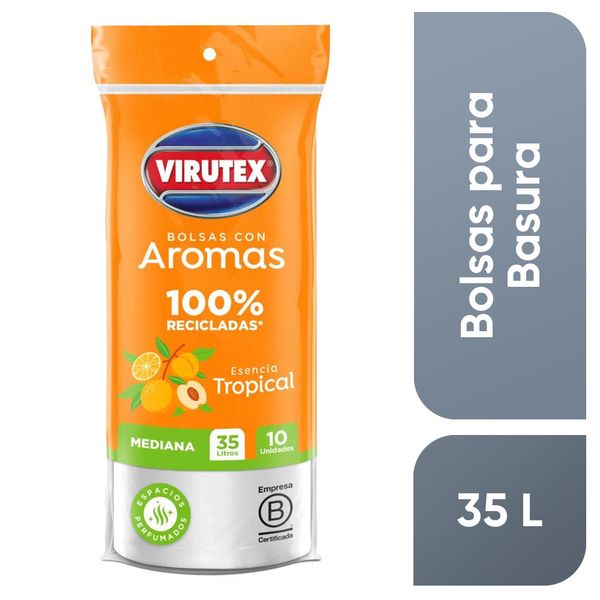 VIRUTEX®
BOLSAS CON
Aromas
100%
RECICLADAS*
Esencia
Tropical
MEDIANA
35
Litros
10
Unidades
ESPACIOS
PERFUMADOS
Empresa
B
Certificada
Bolsas para
Basura
35 L